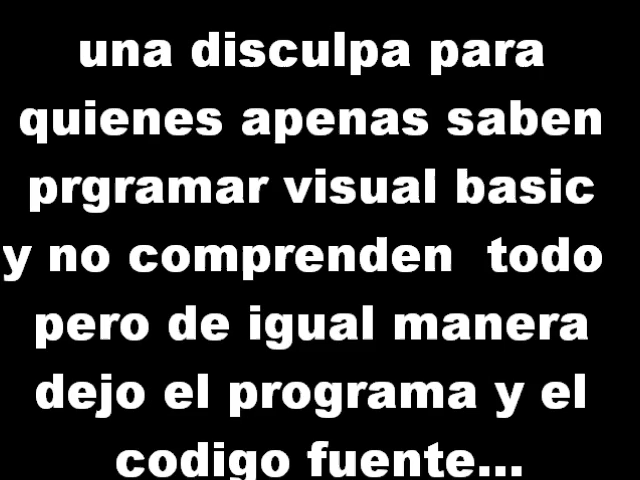 una disculpa para
quienes apenas saben
prgramar visual basic
y no comprenden  todo
pero de igual manera
dejo el programa y el
codigo fuente...